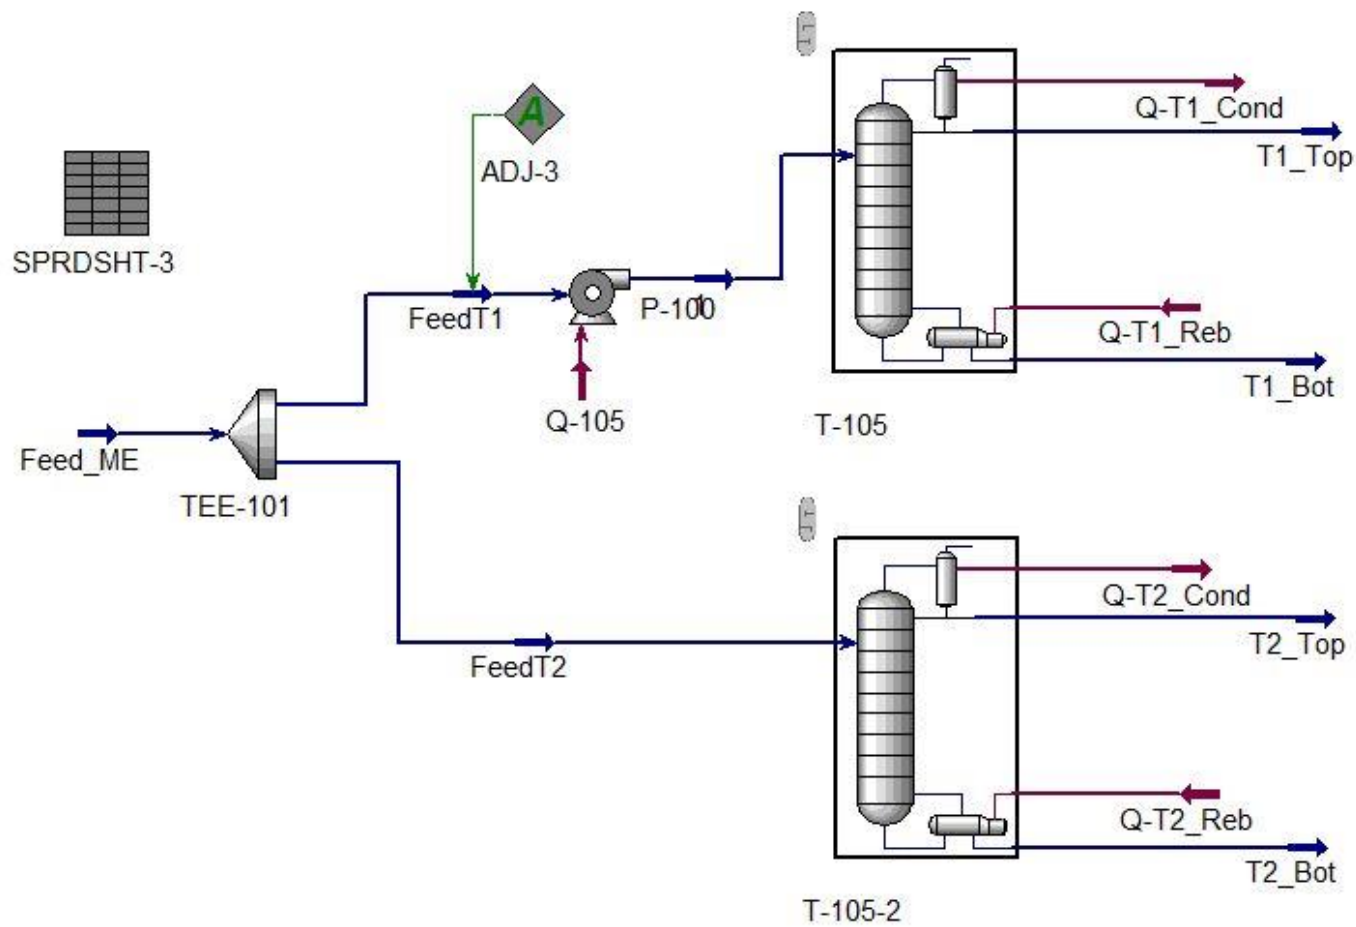 Q-T1_Cond
T1_Top
A
ADJ-3
SPRDSHT-3
FeedT1
P-100
1
Q-T1_Reb
T1_Bot
Q-105
T-105
Feed_ME
TEE-101
Q-T2_Cond
T2_Top
FeedT2
Q-T2_Reb
T2_Bot
T-105-2